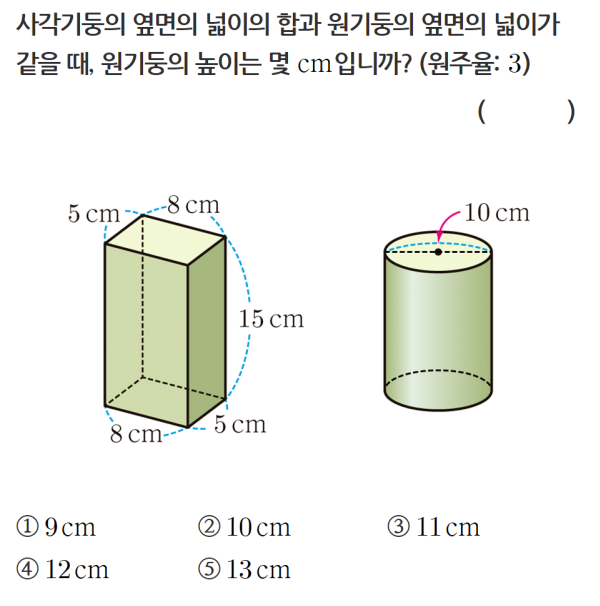 사각기둥의 옆면의 넓이의 합과 원기둥의 옆면의 넓이가
같을 때, 원기둥의 높이는 몇 cm입니까? (원주율: 3)
( )
5 cm
8 cm
10 cm
15 cm
5 cm
8 cm
① 9 cm ② 10 cm ③ 11 cm
④ 12 cm ⑤ 13 cm